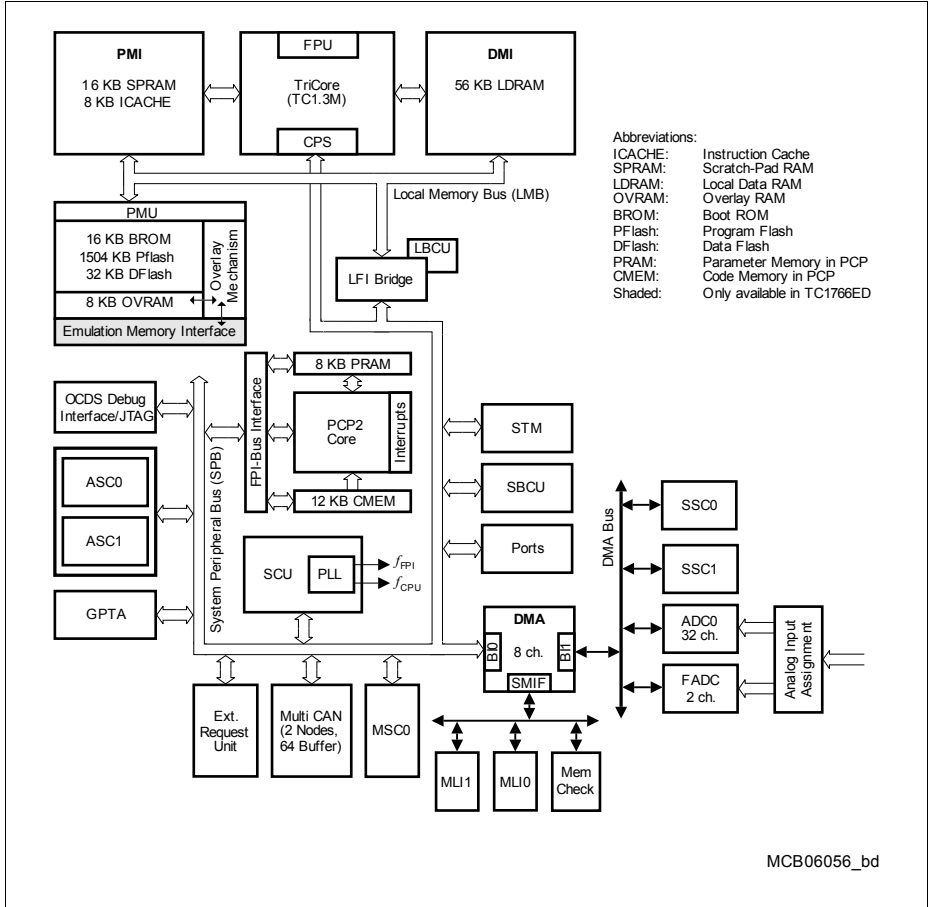 PMI
16 KB SPRAM
8 KB ICACHE
FPU
TriCore
(TC1.3M)
CPS
DMI
56 KB LDRAM
Abbreviations:
ICACHE: Instruction Cache
SPRAM: Scratch-Pad RAM
LDRAM: Local Data RAM
OVRAM: Overlay RAM
BROM: Boot ROM
PFlash: Program Flash
DFlash: Data Flash
PRAM: Parameter Memory in PCP
CMEM: Code Memory in PCP
Shaded: Only available in TC1766ED
Local Memory Bus (LMB)
PMU
16 KB BROM
1504 KB Pflash
32 KB DFlash
8 KB OVRAM
Overlay
Mechanism
Emulation Memory Interface
LBCU
LFI Bridge
OCDS Debug
Interface/JTAG
ASC0
ASC1
GPTA
System Peripheral Bus (SPB)
FPI-Bus Interface
8 KB PRAM
PCP2
Core
Interrupts
12 KB CMEM
SCU
PLL
fFPI
fCPU
STM
SBCU
Ports
DMA
8 ch.
BI0
BI1
SMIF
DMA Bus
SSC0
SSC1
ADC0
32 ch.
FADC
2 ch.
Analog Input
Assignment
Ext.
Request
Unit
Multi CAN
(2 Nodes,
64 Buffer)
MSC0
MLI1
MLI0
Mem
Check
MCB06056_bd